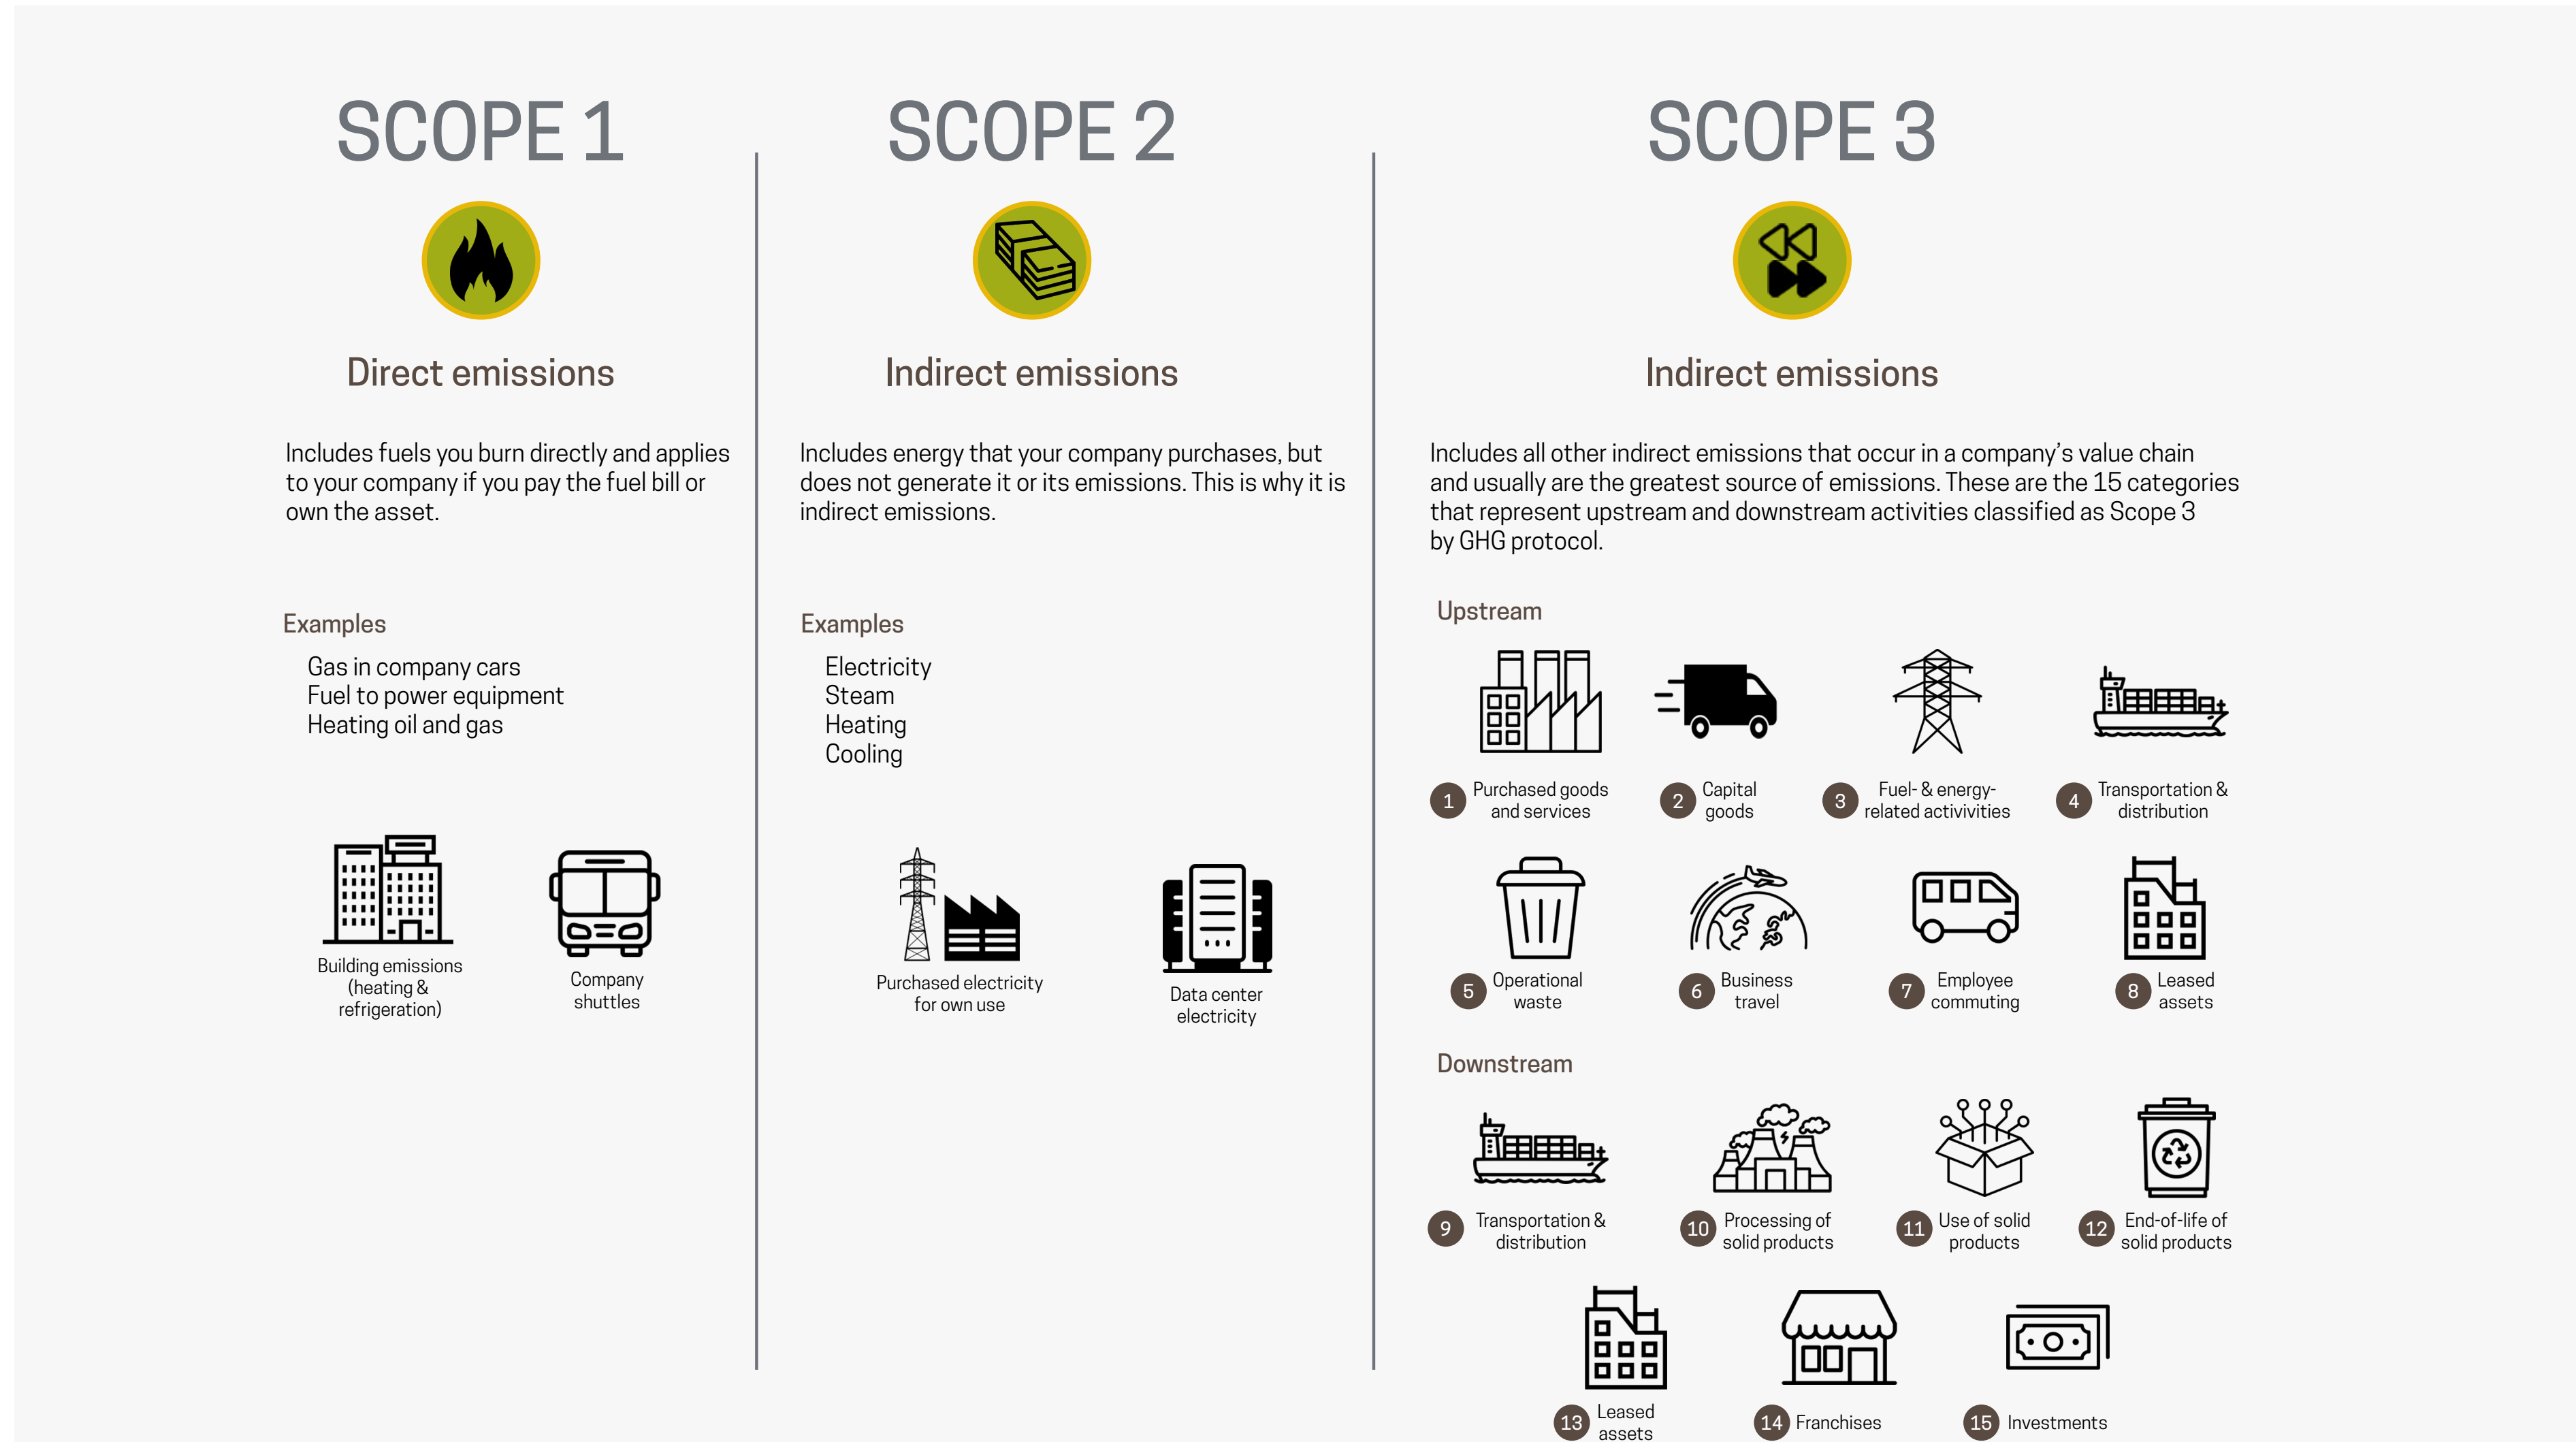 SCOPE 1
Direct emissions
Includes fuels you burn directly and applies
to your company if you pay the fuel bill or
own the asset.
Examples
Gas in company cars
Fuel to power equipment
Heating oil and gas
Building emissions
(heating &
refrigeration)
Company
shuttles
SCOPE 2
Indirect emissions
Includes energy that your company purchases, but
does not generate it or its emissions. This is why it is
indirect emissions.
Examples
Electricity
Steam
Heating
Cooling
Purchased electricity
for own use
Data center
electricity
SCOPE 3
Indirect emissions
Includes all other indirect emissions that occur in a company's value chain
and usually are the greatest source of emissions. These are the 15 categories
that represent upstream and downstream activities classified as Scope 3
by GHG protocol.
Upstream
1 Purchased goods
and services
2 Capital
goods
3 Fuel- & energy-
related activivities
4 Transportation &
distribution
5 Operational
waste
6 Business
travel
7 Employee
commuting
8 Leased
assets
Downstream
9 Transportation &
distribution
10 Processing of
solid products
11 Use of solid
products
12 End-of-life of
solid products
13 Leased
assets
14 Franchises
15 Investments